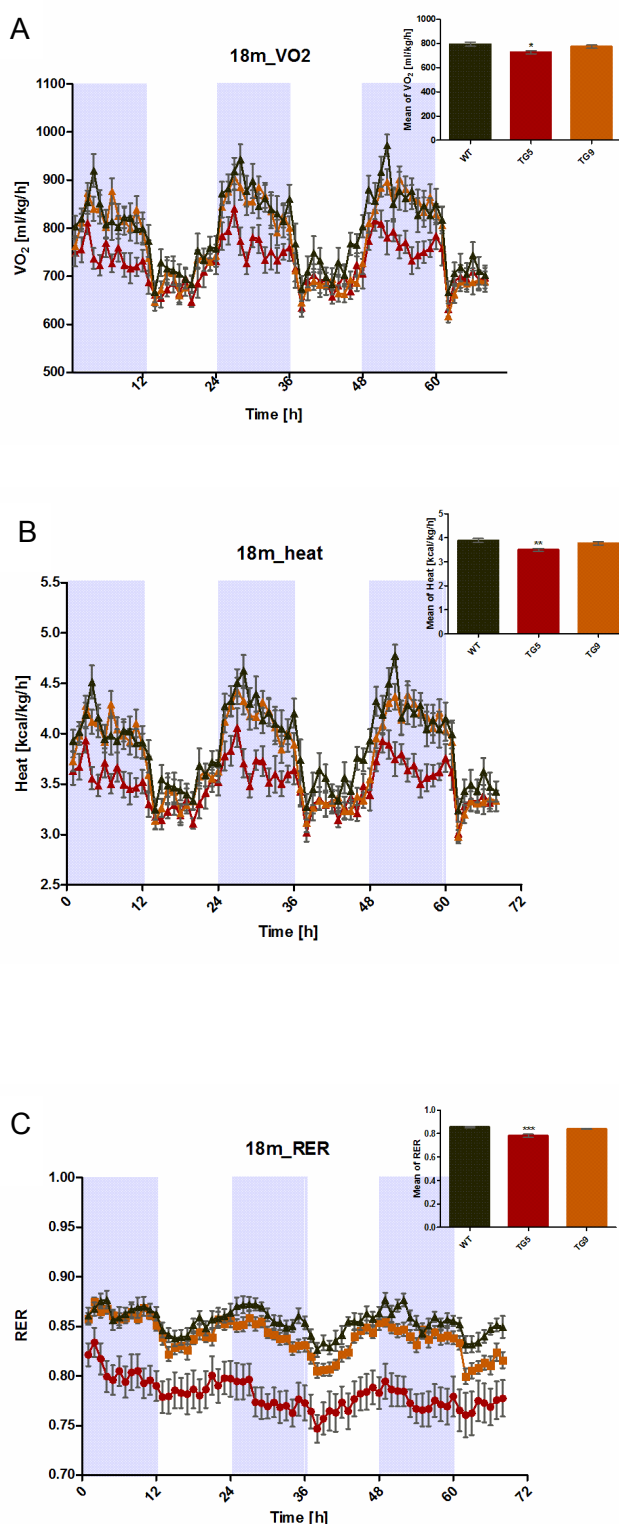 A
18m_VO2
Mean of VO₂ [ml/kg/h]
1000
800
600
400
200
0
*
WT
TG5
TG9
VO₂ [ml/kg/h]
1100
1000
900
800
700
600
500
12
24
36
48
60
Time [h]
B
18m_heat
Mean of Heat [kcal/kg/h]
5
4
3
2
1
0
**
WT
TG5
TG9
Heat [kcal/kg/h]
5.5
5.0
4.5
4.0
3.5
3.0
2.5
0
12
24
36
48
60
72
Time [h]
C
18m_RER
Mean of RER
1.0
0.8
0.6
0.4
0.2
0.0
***
WT
TG5
TG9
RER
1.00
0.95
0.90
0.85
0.80
0.75
0.70
0
12
24
36
48
60
72
Time [h]